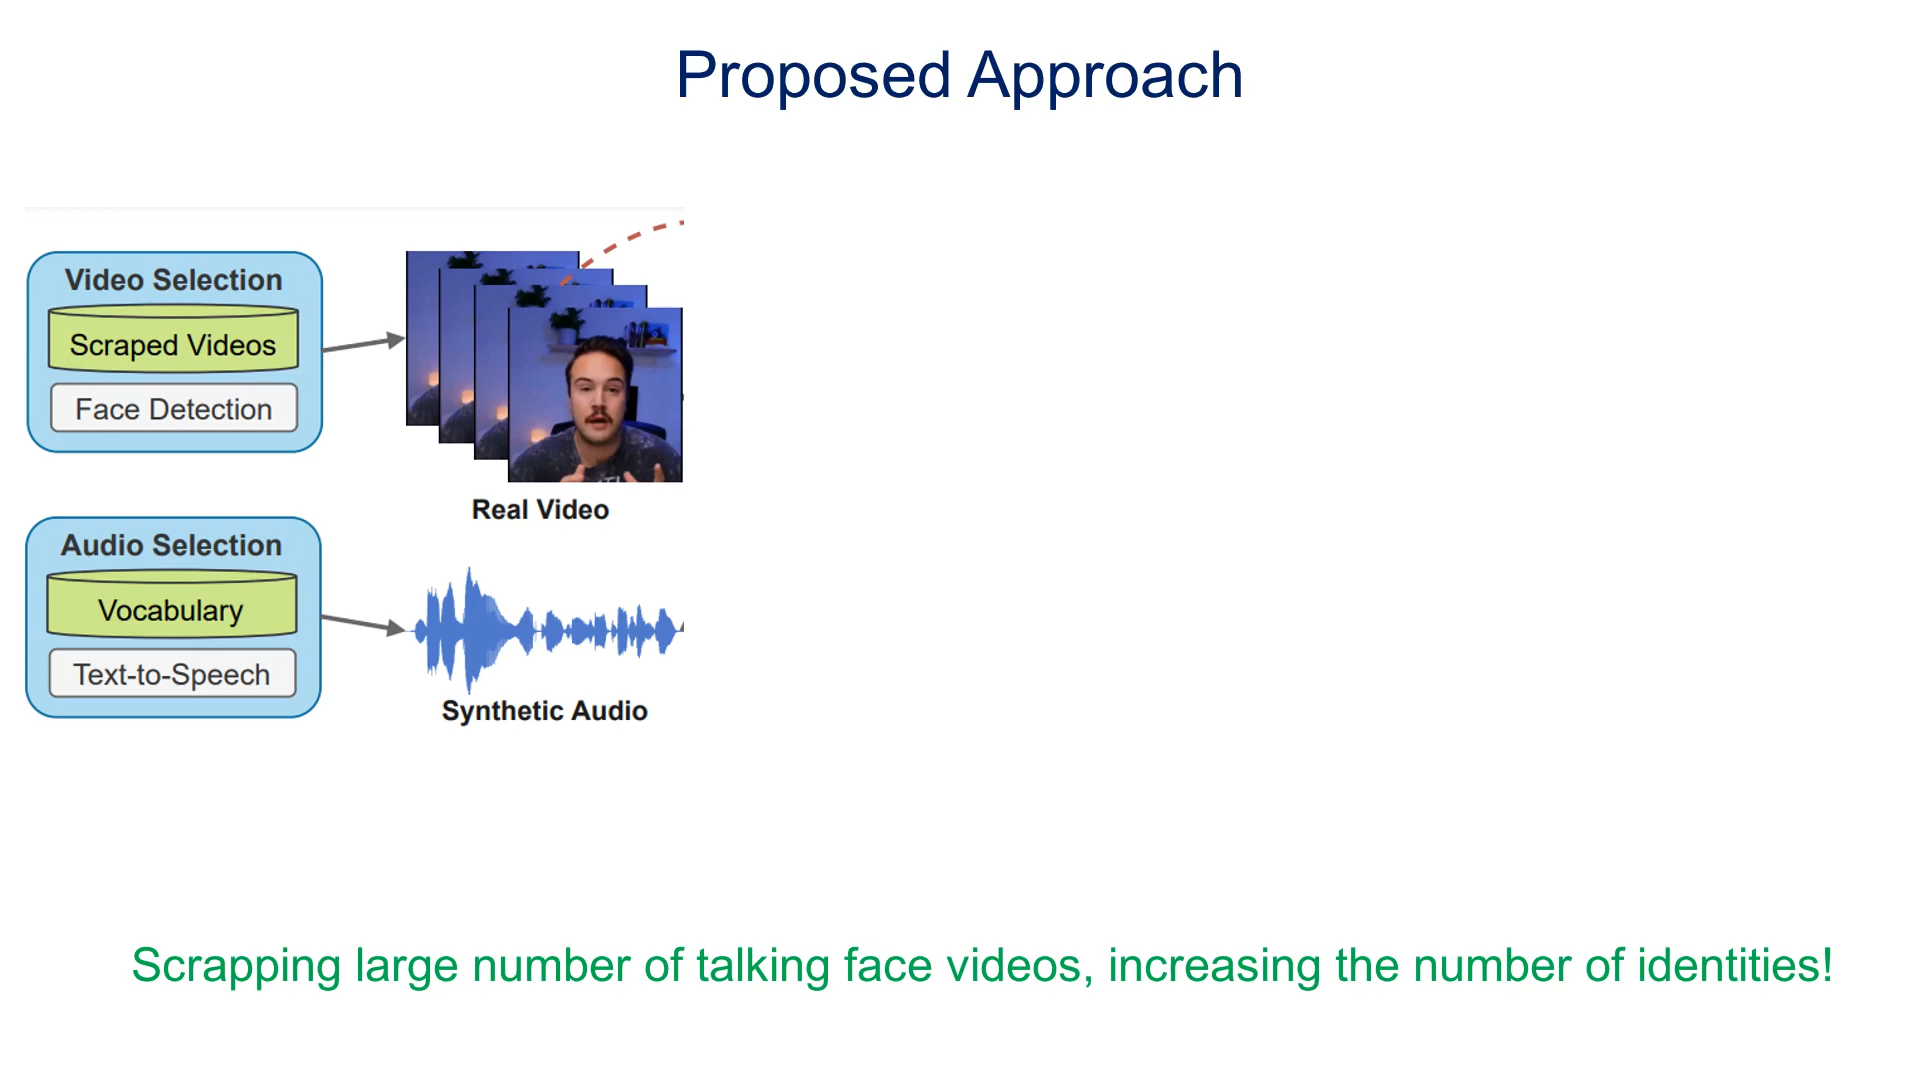 Proposed Approach
Video Selection
Scraped Videos
Face Detection
Real Video
Audio Selection
Vocabulary
Text-to-Speech
Synthetic Audio
Scrapping large number of talking face videos, increasing the number of identities!